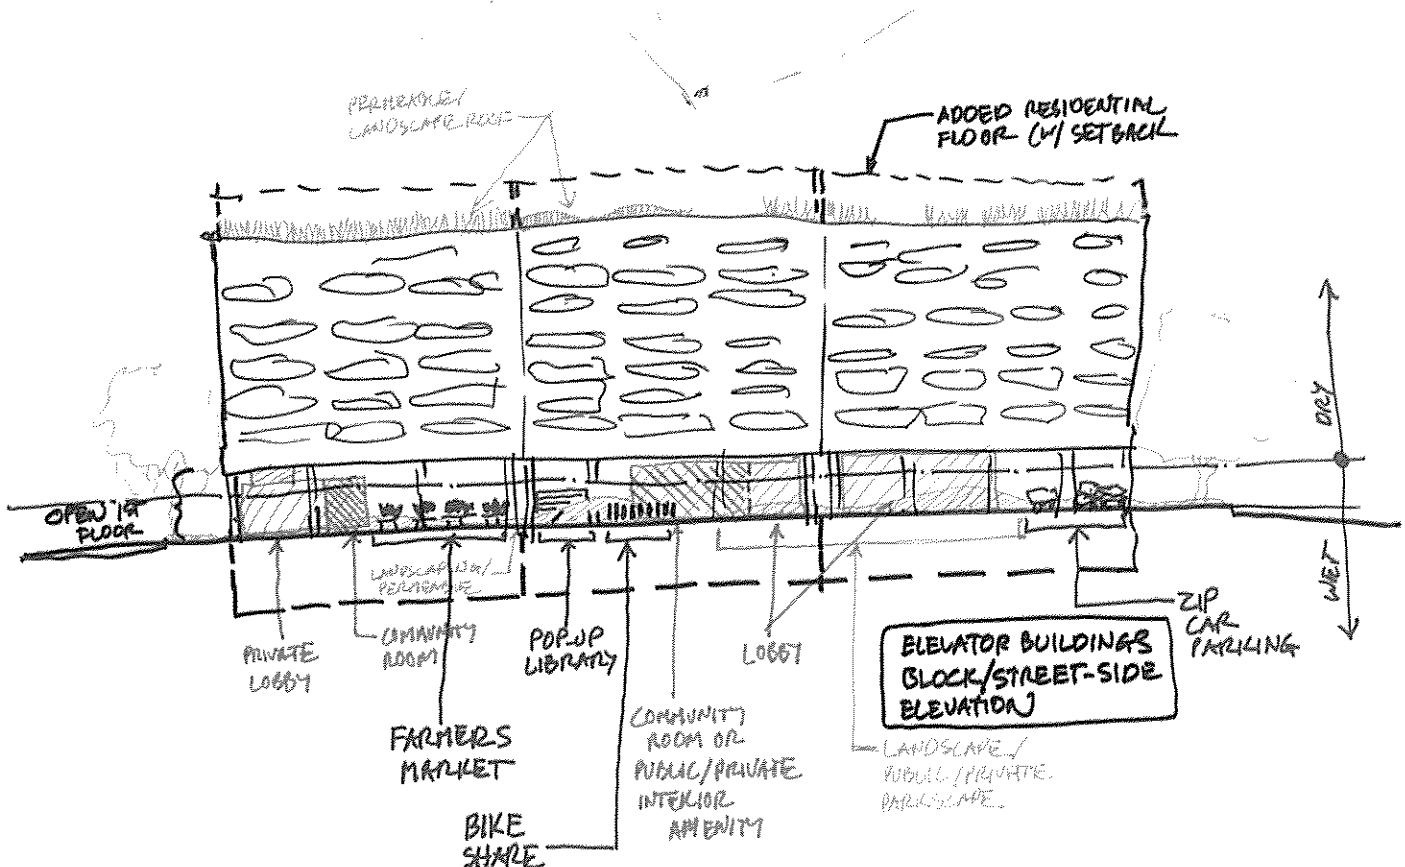 PERMEABLE/
LANDSCAPE ROOF
ADDED RESIDENTIAL
FLOOR (W/ SETBACK
DRY
WET
OPEN 1ST
FLOOR
LANDSCAPING/
PERMEABLE
PRIVATE
LOBBY
COMMUNITY
ROOM
FARMERS
MARKET
POP-UP
LIBRARY
BIKE
SHARE
COMMUNITY
ROOM OR
PUBLIC/PRIVATE
INTERIOR
AMENITY
LOBBY
LANDSCAPE/
PUBLIC/PRIVATE
PARKSCAPE
ZIP
CAR
PARKING
ELEVATOR BUILDINGS
BLOCK/STREET-SIDE
ELEVATION